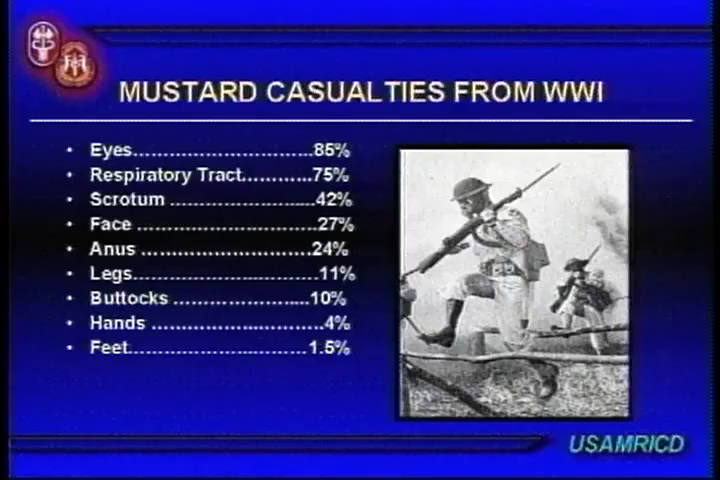 MUSTARD CASUALTIES FROM WWI
• Eyes..............................85%
• Respiratory Tract............75%
• Scrotum .........................42%
• Face ...............................27%
• Anus .............................24%
• Legs...............................11%
• Buttocks .......................10%
• Hands .............................4%
• Feet..............................1.5%
USAMRICD